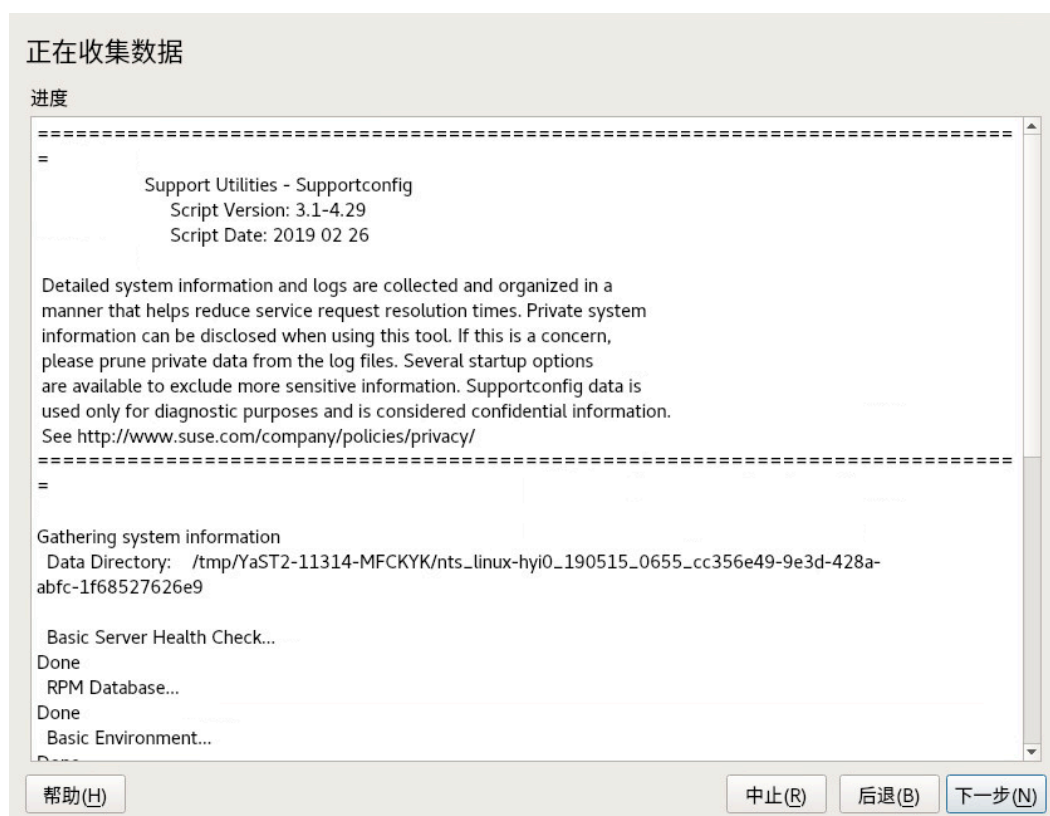 正在收集数据
进度
=============================================================================
=
Support Utilities - Supportconfig
Script Version: 3.1-4.29
Script Date: 2019 02 26
Detailed system information and logs are collected and organized in a
manner that helps reduce service request resolution times. Private system
information can be disclosed when using this tool. If this is a concern,
please prune private data from the log files. Several startup options
are available to exclude more sensitive information. Supportconfig data is
used only for diagnostic purposes and is considered confidential information.
See http://www.suse.com/company/policies/privacy/
=============================================================================
=
Gathering system information
Data Directory: /tmp/YaST2-11314-MFCKYK/nts_linux-hyi0_190515_0655_cc356e49-9e3d-428a-
abfc-1f68527626e9
Basic Server Health Check...
Done
RPM Database...
Done
Basic Environment...
Done
帮助(H) 中止(R) 后退(B) 下一步(N)